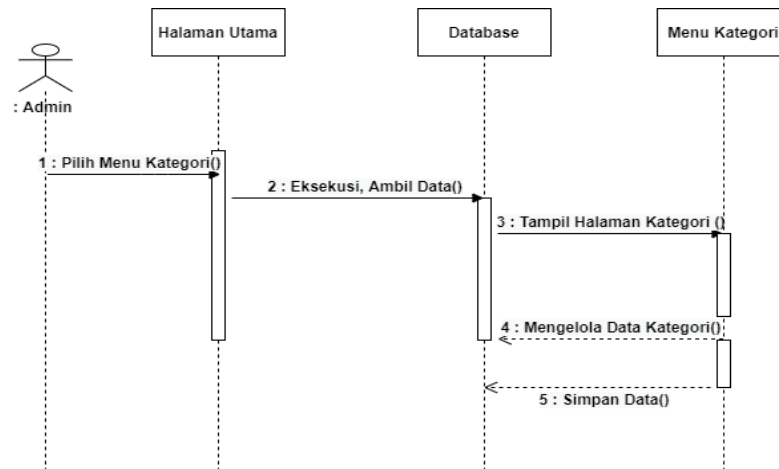 Halaman Utama
Database
Menu Kategori
: Admin
1 : Pilih Menu Kategori()
2 : Eksekusi, Ambil Data()
3 : Tampil Halaman Kategori ()
4 : Mengelola Data Kategori()
5 : Simpan Data()